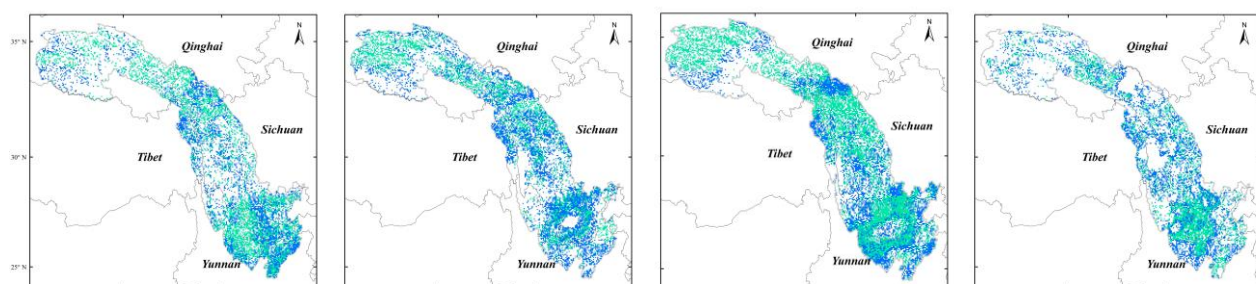 35° N
30° N
25° N
N
Qinghai
Sichuan
Tibet
Yunnan
N
Qinghai
Sichuan
Tibet
Yunnan
N
Qinghai
Sichuan
Tibet
Yunnan
N
Qinghai
Sichuan
Tibet
Yunnan